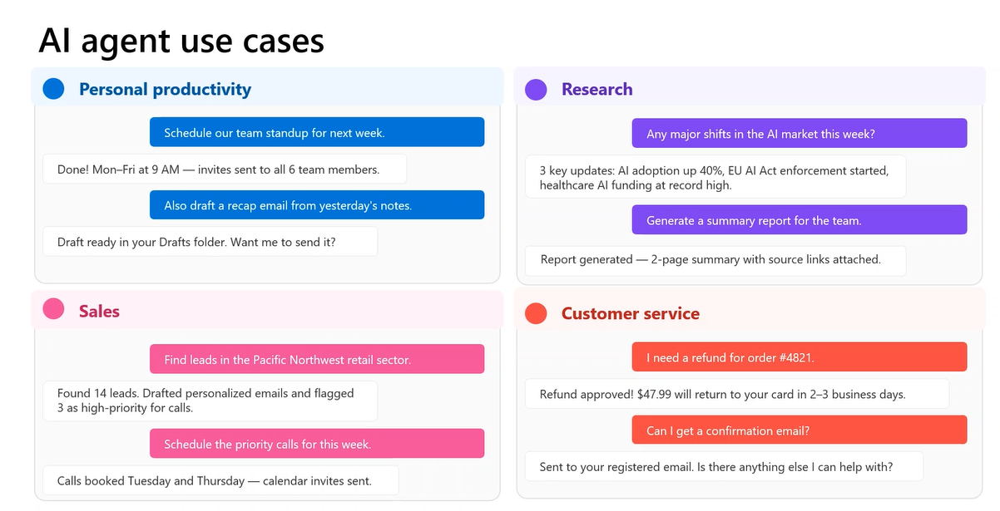 AI agent use cases
Personal productivity
Schedule our team standup for next week.
Done! Mon–Fri at 9 AM — invites sent to all 6 team members.
Also draft a recap email from yesterday's notes.
Draft ready in your Drafts folder. Want me to send it?
Research
Any major shifts in the AI market this week?
3 key updates: AI adoption up 40%, EU AI Act enforcement started,
healthcare AI funding at record high.
Generate a summary report for the team.
Report generated — 2-page summary with source links attached.
Sales
Find leads in the Pacific Northwest retail sector.
Found 14 leads. Drafted personalized emails and flagged
3 as high-priority for calls.
Schedule the priority calls for this week.
Calls booked Tuesday and Thursday — calendar invites sent.
Customer service
I need a refund for order #4821.
Refund approved! $47.99 will return to your card in 2–3 business days.
Can I get a confirmation email?
Sent to your registered email. Is there anything else I can help with?